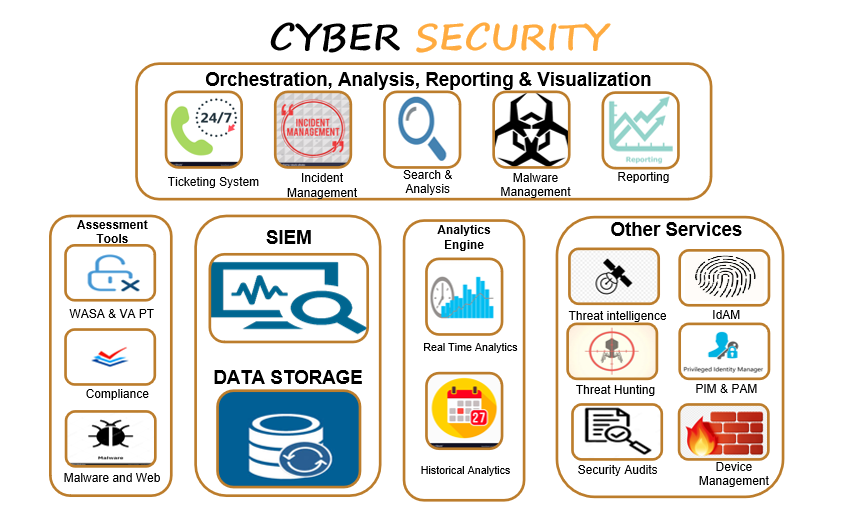 CYBER SECURITY
Orchestration, Analysis, Reporting & Visualization
24/7
INCIDENT
MANAGEMENT
Reporting
Ticketing System
Incident
Management
Search &
Analysis
Malware
Management
Reporting
Assessment
Tools
WASA & VA PT
Compliance
Malware
Malware and Web
SIEM
DATA STORAGE
Analytics
Engine
Real Time Analytics
27
Historical Analytics
Other Services
Threat intelligence
IdAM
Threat Hunting
Privileged Identity Manager
PIM & PAM
Security Audits
Device
Management